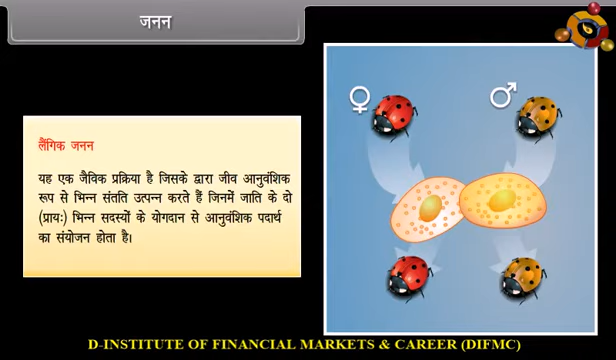 जनन
लैंगिक जनन
यह एक जैविक प्रक्रिया है जिसके द्वारा जीव आनुवंशिक
रूप से भिन्न संतति उत्पन्न करते हैं जिनमें जाति के दो
(प्रायः) भिन्न सदस्यों के योगदान से आनुवंशिक पदार्थ
का संयोजन होता है।
D-INSTITUTE OF FINANCIAL MARKETS & CAREER (DIFMC)